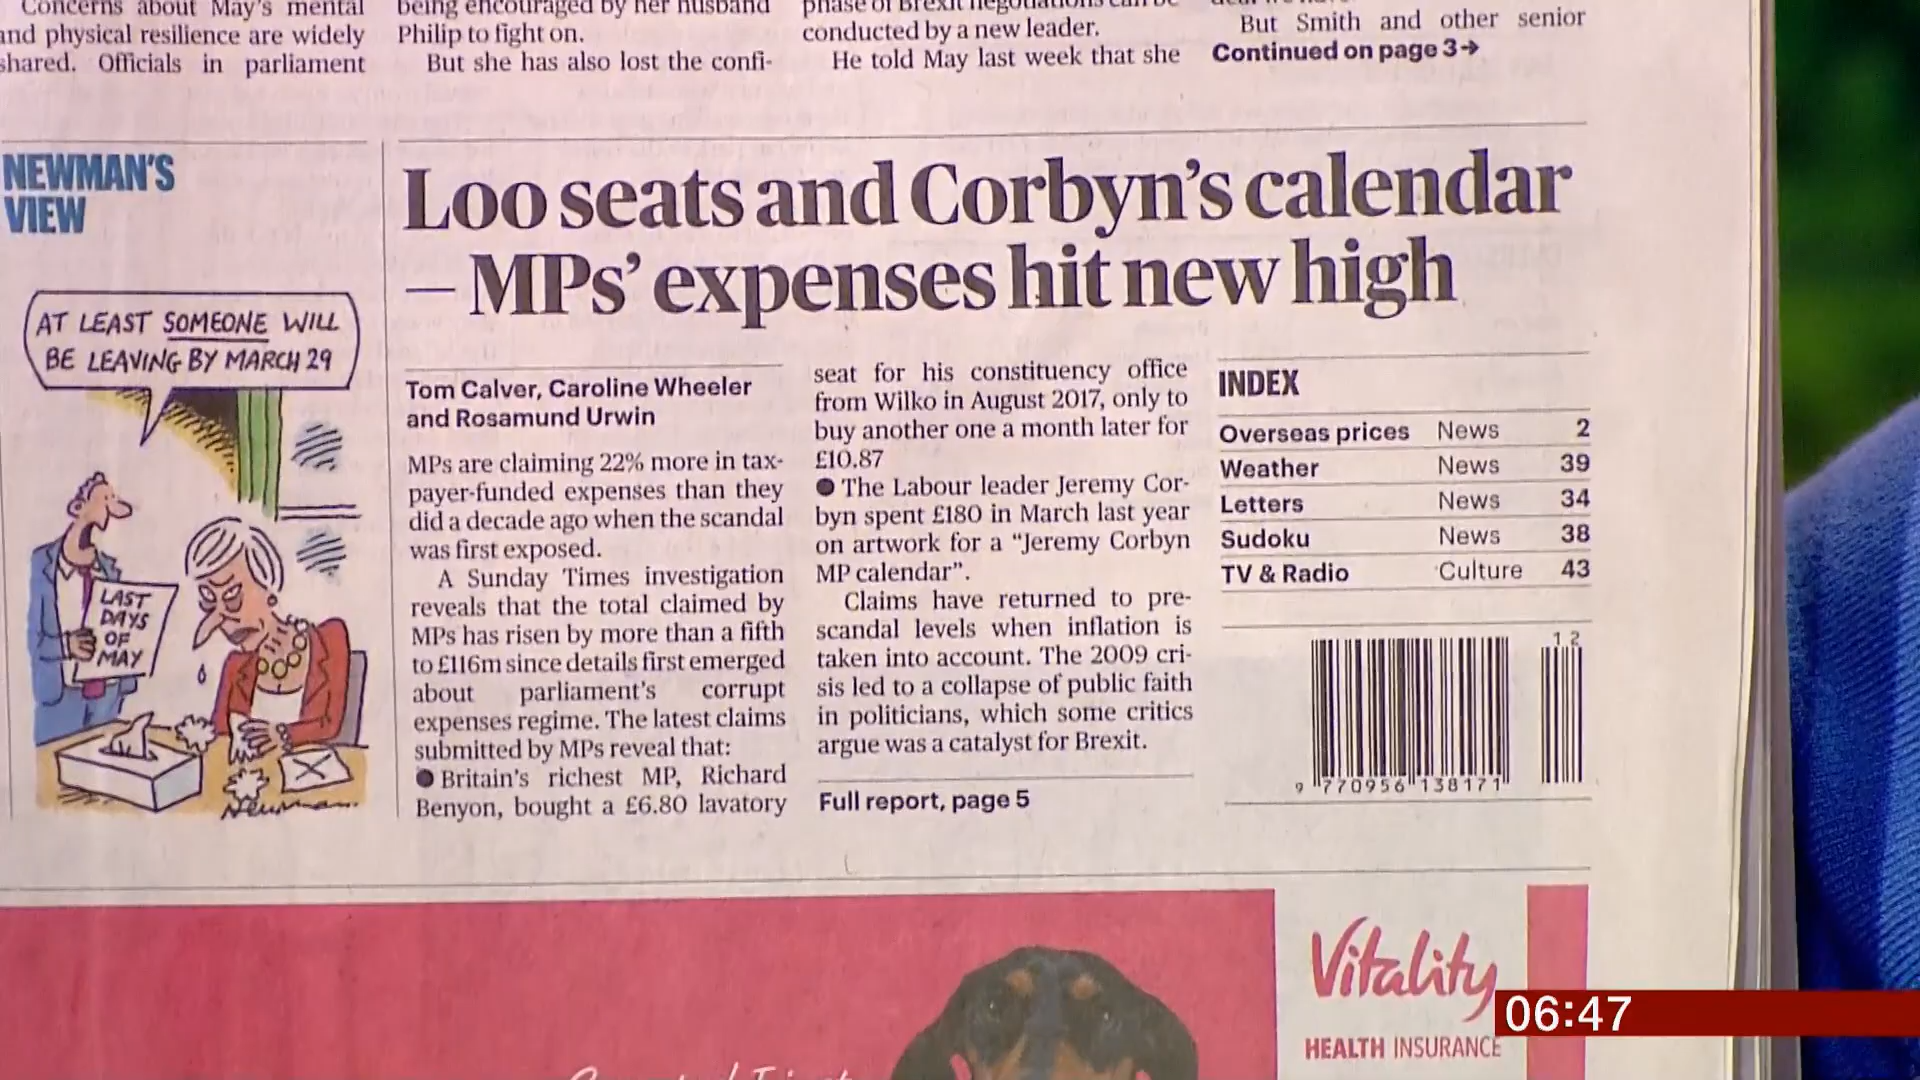 Concerns about May's mental
and physical resilience are widely
shared. Officials in parliament
being encouraged by her husband
Philip to fight on.
But she has also lost the confi-
phase of Brexit negotiations can be
conducted by a new leader.
He told May last week that she
But Smith and other senior
Continued on page 3→
NEWMAN'S
VIEW
AT LEAST SOMEONE WILL
BE LEAVING BY MARCH 29
LAST
DAYS
OF
MAY
Newman
Loo seats and Corbyn's calendar
– MPs' expenses hit new high
Tom Calver, Caroline Wheeler
and Rosamund Urwin
MPs are claiming 22% more in tax-
payer-funded expenses than they
did a decade ago when the scandal
was first exposed.
A Sunday Times investigation
reveals that the total claimed by
MPs has risen by more than a fifth
to £116m since details first emerged
about parliament's corrupt
expenses regime. The latest claims
submitted by MPs reveal that:
● Britain's richest MP, Richard
Benyon, bought a £6.80 lavatory
seat for his constituency office
from Wilko in August 2017, only to
buy another one a month later for
£10.87
● The Labour leader Jeremy Cor-
byn spent £180 in March last year
on artwork for a “Jeremy Corbyn
MP calendar”.
Claims have returned to pre-
scandal levels when inflation is
taken into account. The 2009 cri-
sis led to a collapse of public faith
in politicians, which some critics
argue was a catalyst for Brexit.
Full report, page 5
INDEX
Overseas prices News 2
Weather News 39
Letters News 34
Sudoku News 38
TV & Radio Culture 43
12
9 770956 138171
Vitality
HEALTH INSURANCE
06:47